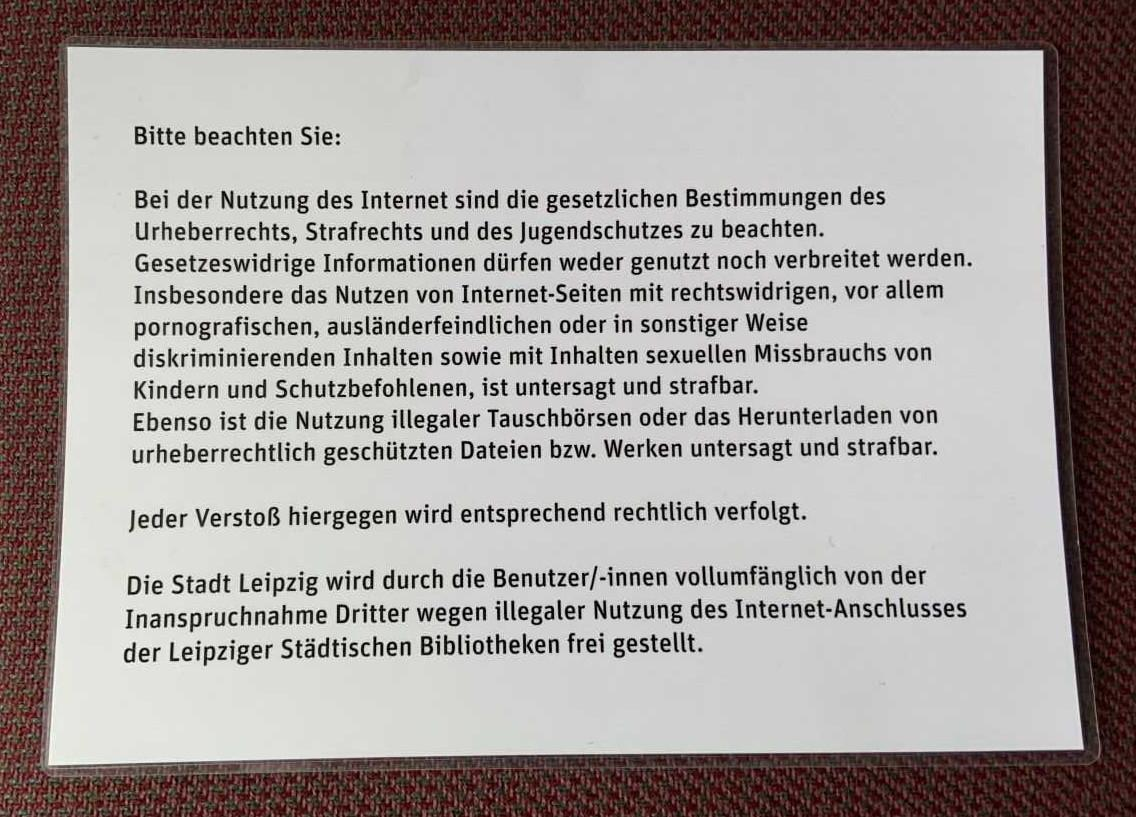 Bitte beachten Sie:
Bei der Nutzung des Internet sind die gesetzlichen Bestimmungen des
Urheberrechts, Strafrechts und des Jugendschutzes zu beachten.
Gesetzeswidrige Informationen dürfen weder genutzt noch verbreitet werden.
Insbesondere das Nutzen von Internet-Seiten mit rechtswidrigen, vor allem
pornografischen, ausländerfeindlichen oder in sonstiger Weise
diskriminierenden Inhalten sowie mit Inhalten sexuellen Missbrauchs von
Kindern und Schutzbefohlenen, ist untersagt und strafbar.
Ebenso ist die Nutzung illegaler Tauschbörsen oder das Herunterladen von
urheberrechtlich geschützten Dateien bzw. Werken untersagt und strafbar.
Jeder Verstoß hiergegen wird entsprechend rechtlich verfolgt.
Die Stadt Leipzig wird durch die Benutzer/-innen vollumfänglich von der
Inanspruchnahme Dritter wegen illegaler Nutzung des Internet-Anschlusses
der Leipziger Städtischen Bibliotheken frei gestellt.